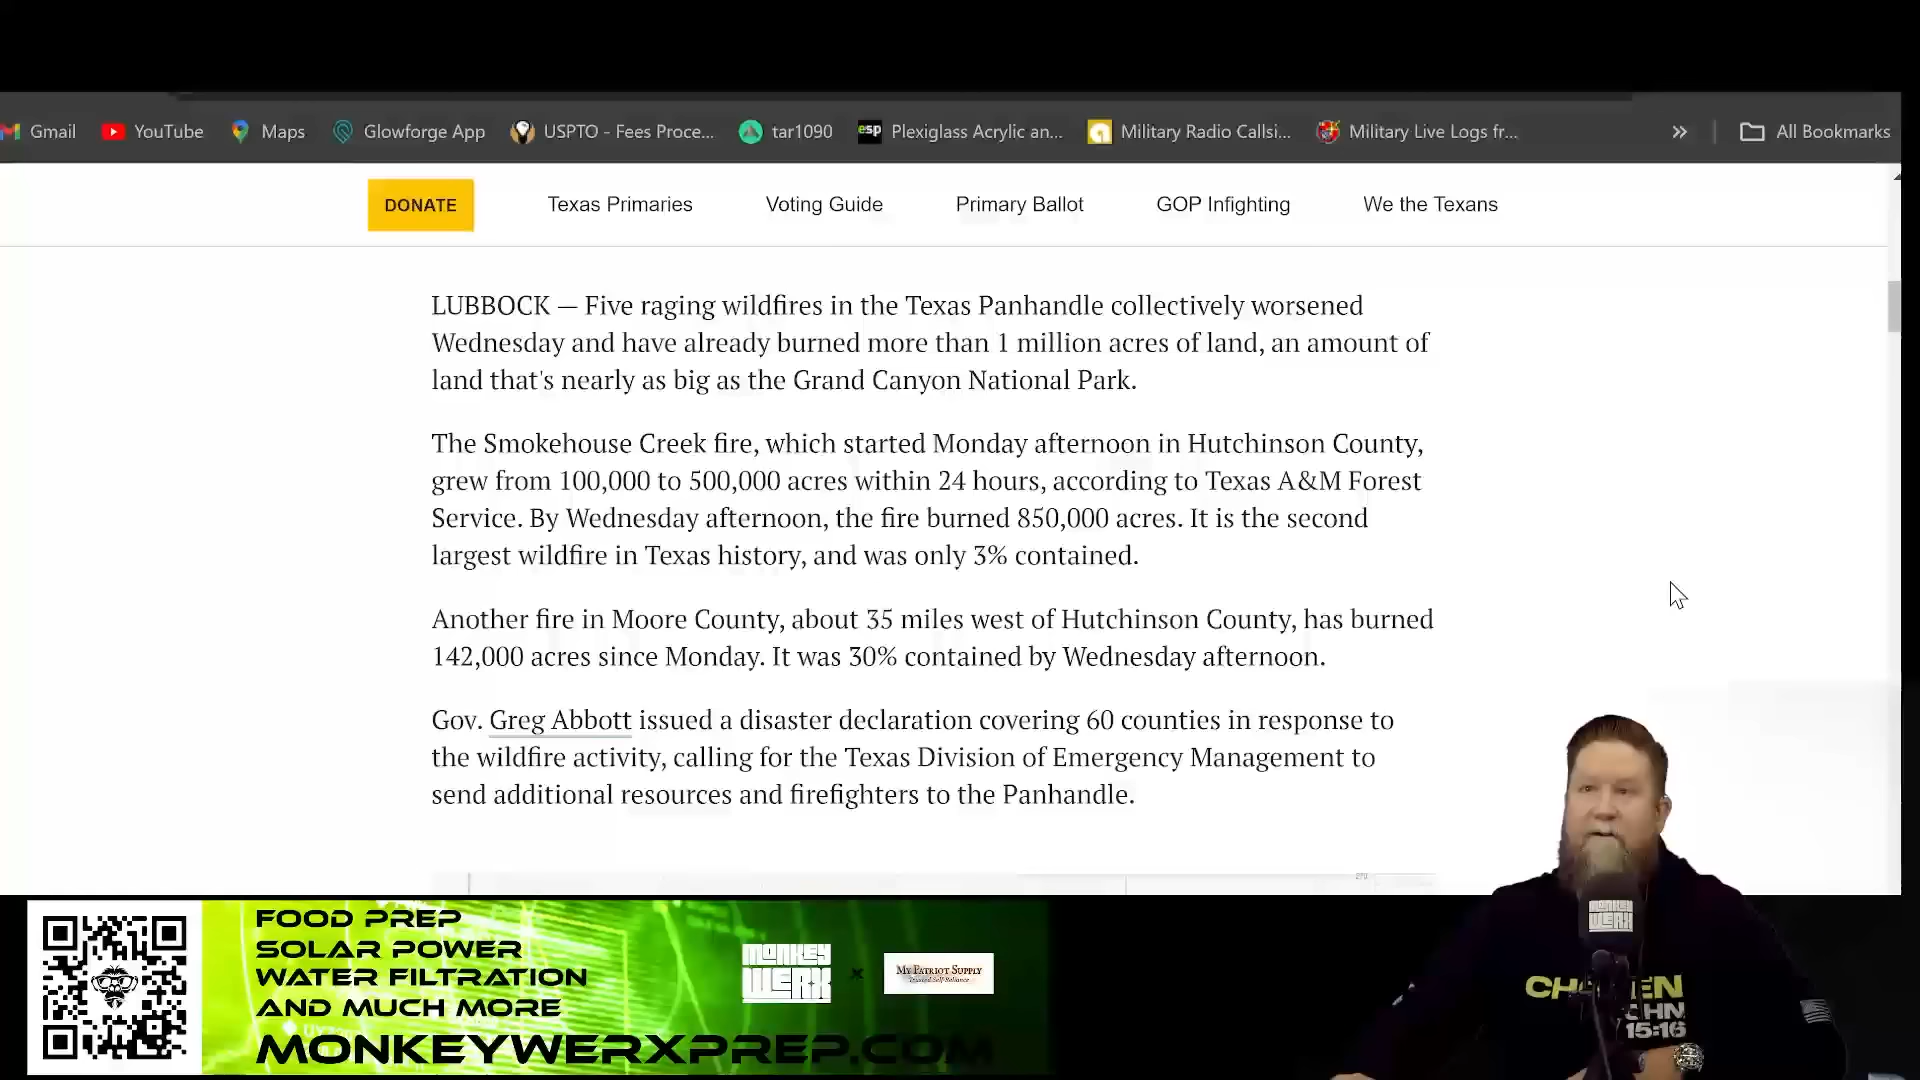 Gmail YouTube Maps Glowforge App USPTO - Fees Proce... tar1090 esp Plexiglass Acrylic an... Military Radio Callsi... Military Live Logs fr... » All Bookmarks
DONATE Texas Primaries Voting Guide Primary Ballot GOP Infighting We the Texans
LUBBOCK — Five raging wildfires in the Texas Panhandle collectively worsened
Wednesday and have already burned more than 1 million acres of land, an amount of
land that's nearly as big as the Grand Canyon National Park.
The Smokehouse Creek fire, which started Monday afternoon in Hutchinson County,
grew from 100,000 to 500,000 acres within 24 hours, according to Texas A&M Forest
Service. By Wednesday afternoon, the fire burned 850,000 acres. It is the second
largest wildfire in Texas history, and was only 3% contained.
Another fire in Moore County, about 35 miles west of Hutchinson County, has burned
142,000 acres since Monday. It was 30% contained by Wednesday afternoon.
Gov. Greg Abbott issued a disaster declaration covering 60 counties in response to
the wildfire activity, calling for the Texas Division of Emergency Management to
send additional resources and firefighters to the Panhandle.
FOOD PREP
SOLAR POWER
WATER FILTRATION
AND MUCH MORE
MONKEYWERXPREP.COM
MONKEY
WERX
x
MY PATRIOT SUPPLY
Trusted Self-Reliance
MONKEY
WERX
15:16